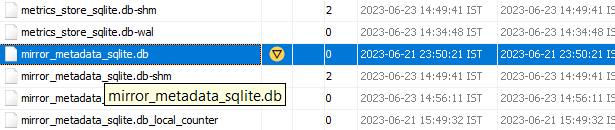 metrics_store_sqlite.db-shm 2 2023-06-23 14:49:41 IST 2023-06-23 14:49:41 IST
metrics_store_sqlite.db-wal 0 2023-06-23 14:34:48 IST 2023-06-23 14:34:48 IST
mirror_metadata_sqlite.db 0 2023-06-21 23:50:21 IST 2023-06-21 23:50:21 IST
mirror_metadata_sqlite.db-shm 2 2023-06-23 14:49:41 IST 2023-06-23 14:49:41 IST
mirror_metadata_ 0 2023-06-23 14:56:11 IST 2023-06-23 14:56:11 IST
mirror_metadata_sqlite.db
mirror_metadata_sqlite.db_local_counter 0 2023-06-21 15:49:32 IST 2023-06-21 15:49:32 IST